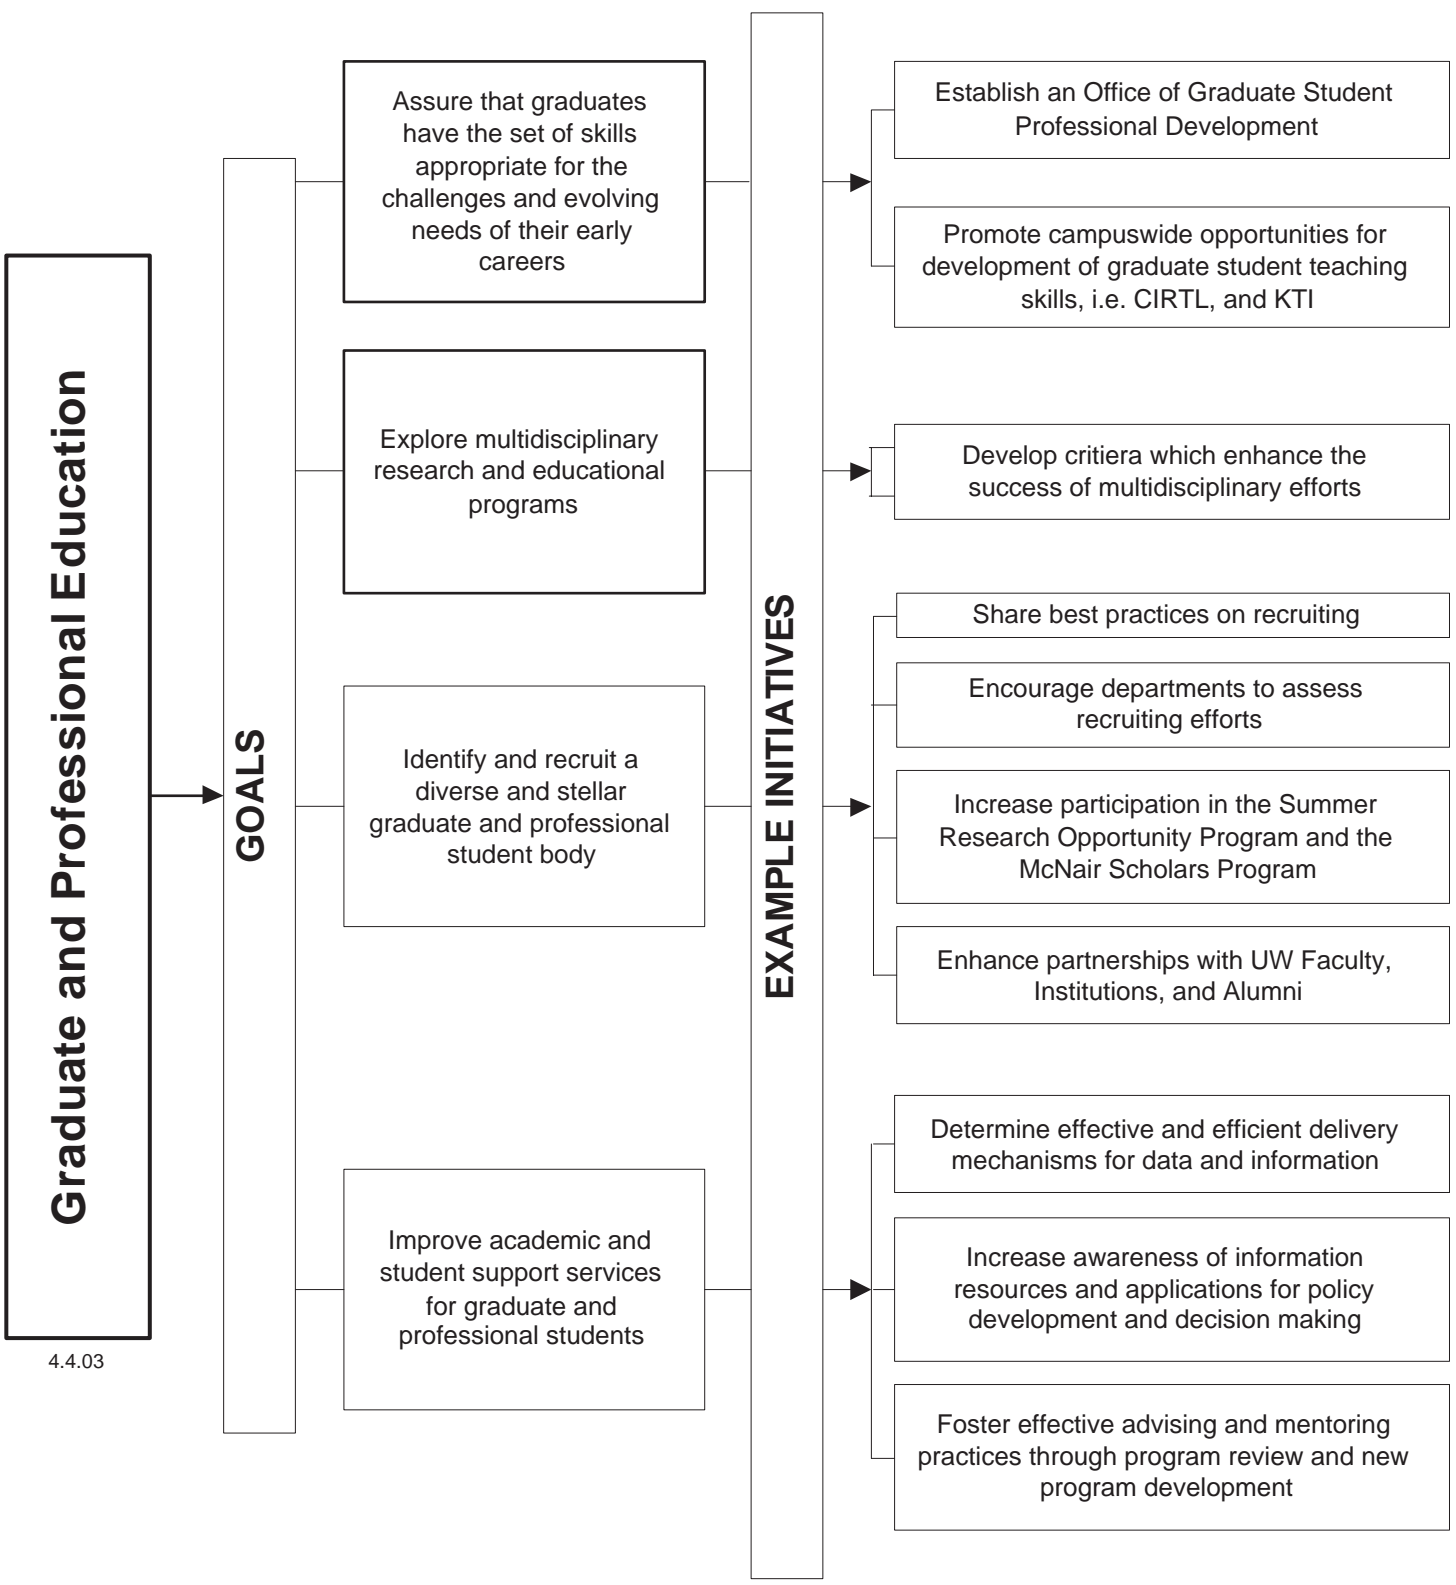 Graduate and Professional Education
4.4.03
GOALS
Assure that graduates
have the set of skills
appropriate for the
challenges and evolving
needs of their early
careers
Explore multidisciplinary
research and educational
programs
Identify and recruit a
diverse and stellar
graduate and professional
student body
Improve academic and
student support services
for graduate and
professional students
EXAMPLE INITIATIVES
Establish an Office of Graduate Student
Professional Development
Promote campuswide opportunities for
development of graduate student teaching
skills, i.e. CIRTL, and KTI
Develop critiera which enhance the
success of multidisciplinary efforts
Share best practices on recruiting
Encourage departments to assess
recruiting efforts
Increase participation in the Summer
Research Opportunity Program and the
McNair Scholars Program
Enhance partnerships with UW Faculty,
Institutions, and Alumni
Determine effective and efficient delivery
mechanisms for data and information
Increase awareness of information
resources and applications for policy
development and decision making
Foster effective advising and mentoring
practices through program review and new
program development